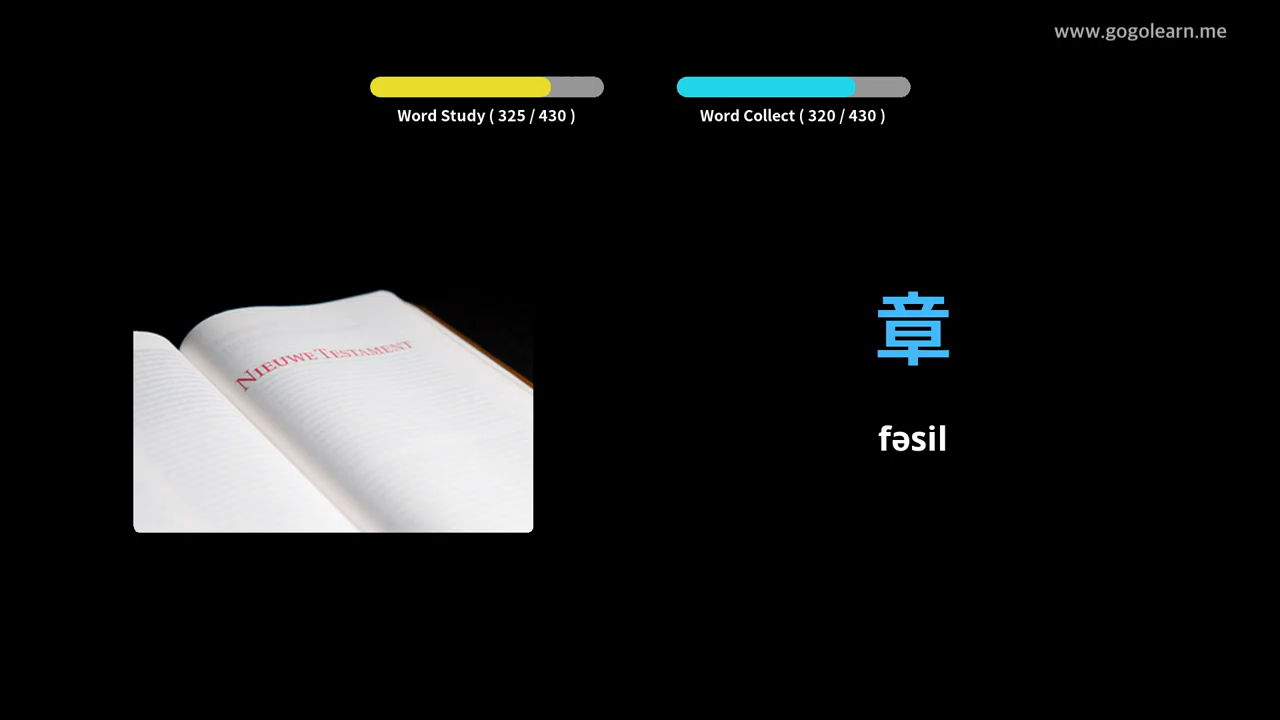 www.gogolearn.me
Word Study ( 325 / 430 )
Word Collect ( 320 / 430 )
NIEUWE TESTAMENT
章
fəsil